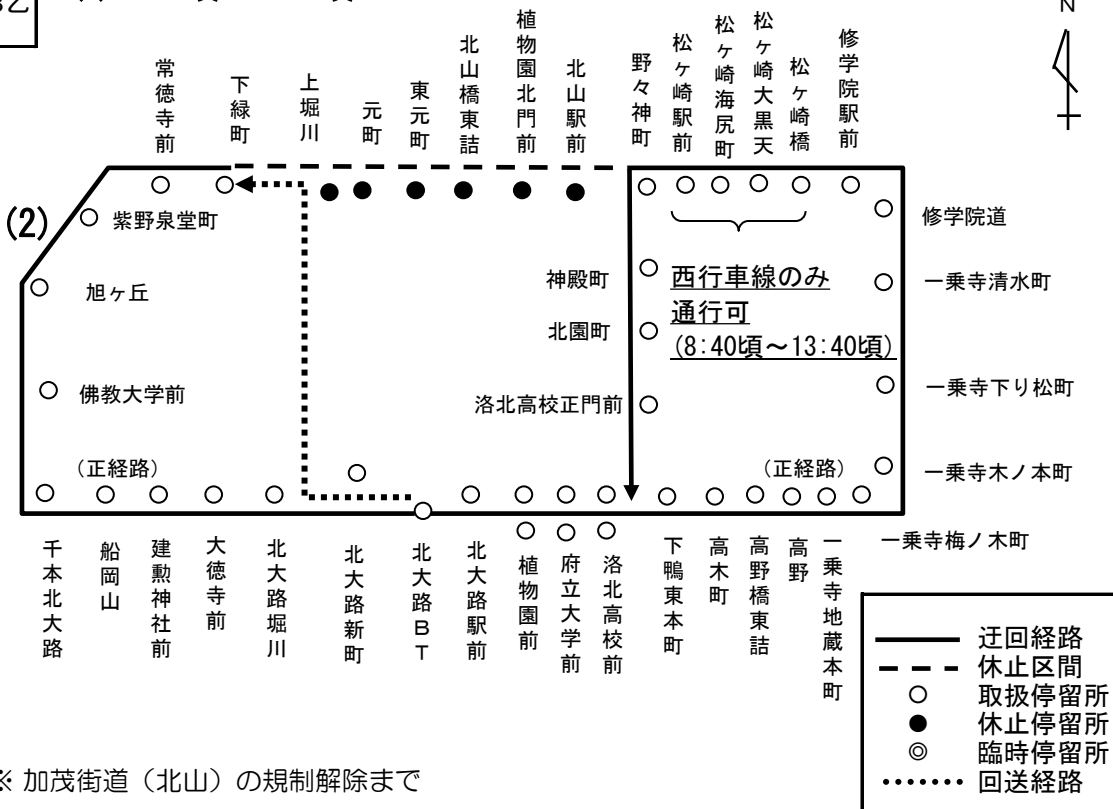 乙
N
常徳寺前
下緑町
上堀川
元町
東元町
北山橋東詰
植物園北門前
北山駅前
野々神町
松ヶ崎駅前
松ヶ崎海尻町
松ヶ崎大黒天
松ヶ崎橋
修学院駅前
(2)
紫野泉堂町
旭ヶ丘
佛教大学前
(正経路)
神殿町
北園町
洛北高校正門前
西行車線のみ
通行可
(8:40頃～13:40頃)
(正経路)
修学院道
一乗寺清水町
一乗寺下り松町
一乗寺木ノ本町
一乗寺梅ノ木町
千本北大路
船岡山
建勲神社前
大徳寺前
北大路堀川
北大路新町
北大路BT
北大路駅前
植物園前
府立大学前
洛北高校前
下鴨東本町
高木町
高野橋東詰
高野
一乗寺地蔵本町
迂回経路
休止区間
取扱停留所
休止停留所
臨時停留所
回送経路
※ 加茂街道（北山）の規制解除まで